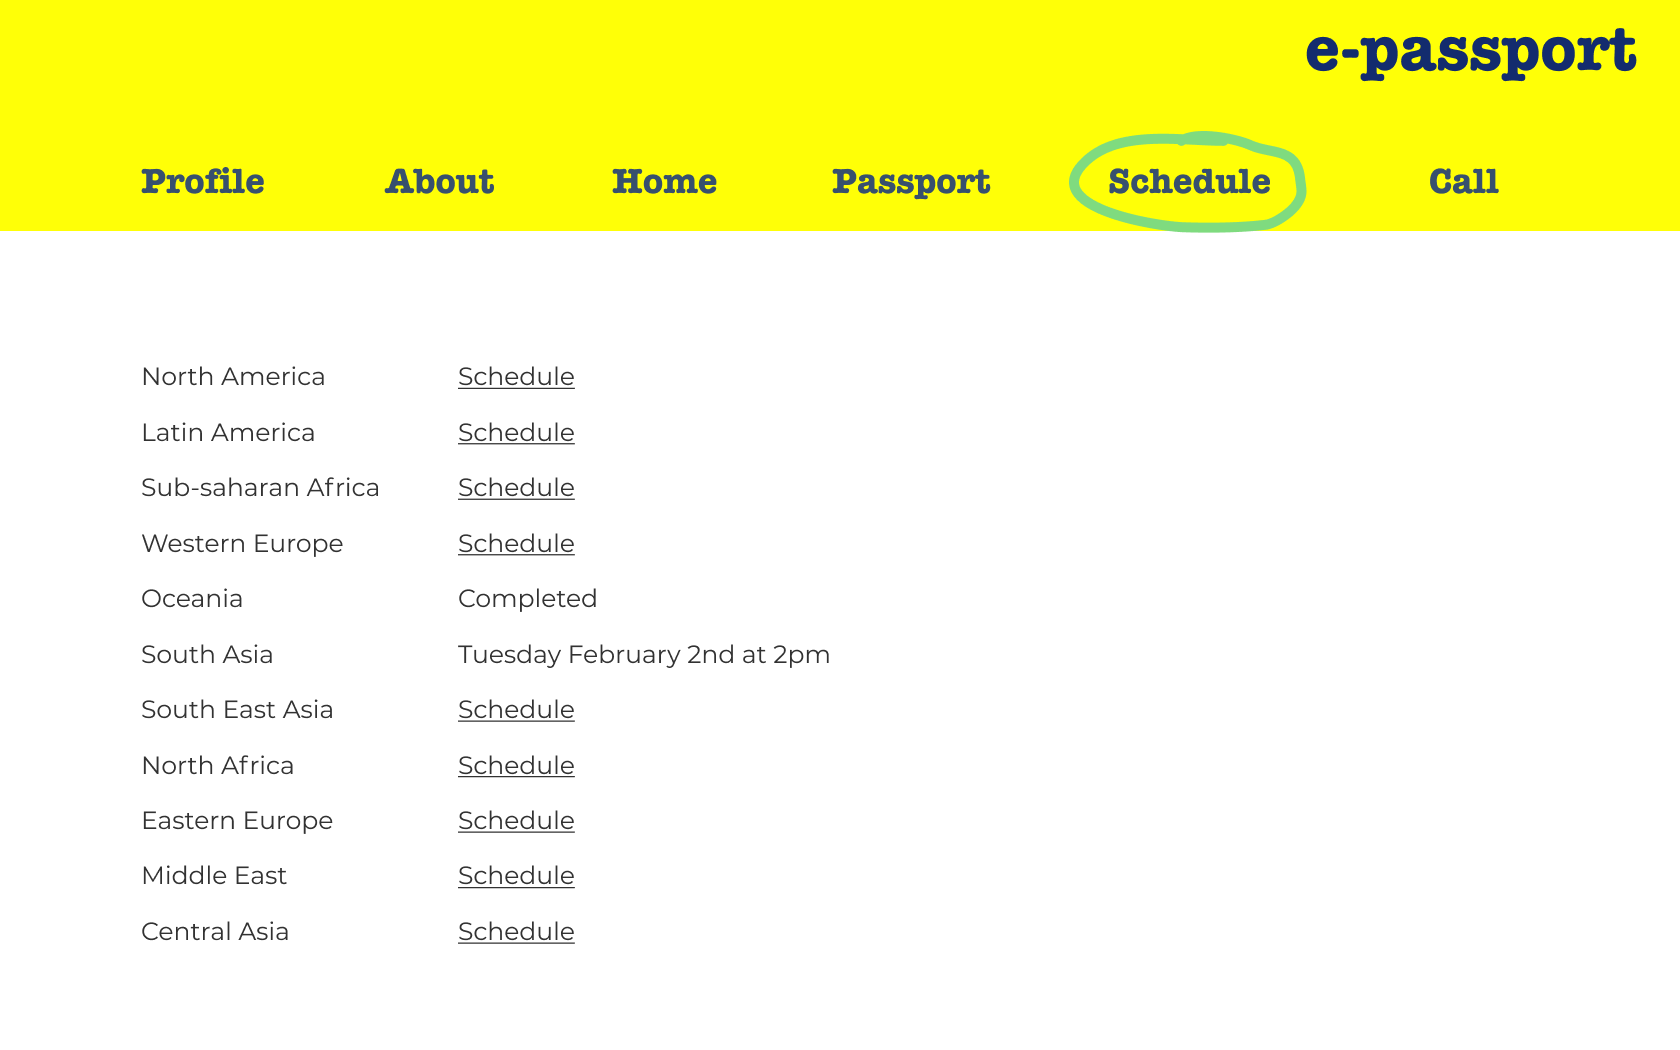 e-passport
Profile About Home Passport Schedule Call
North America Schedule
Latin America Schedule
Sub-saharan Africa Schedule
Western Europe Schedule
Oceania Completed
South Asia Tuesday February 2nd at 2pm
South East Asia Schedule
North Africa Schedule
Eastern Europe Schedule
Middle East Schedule
Central Asia Schedule